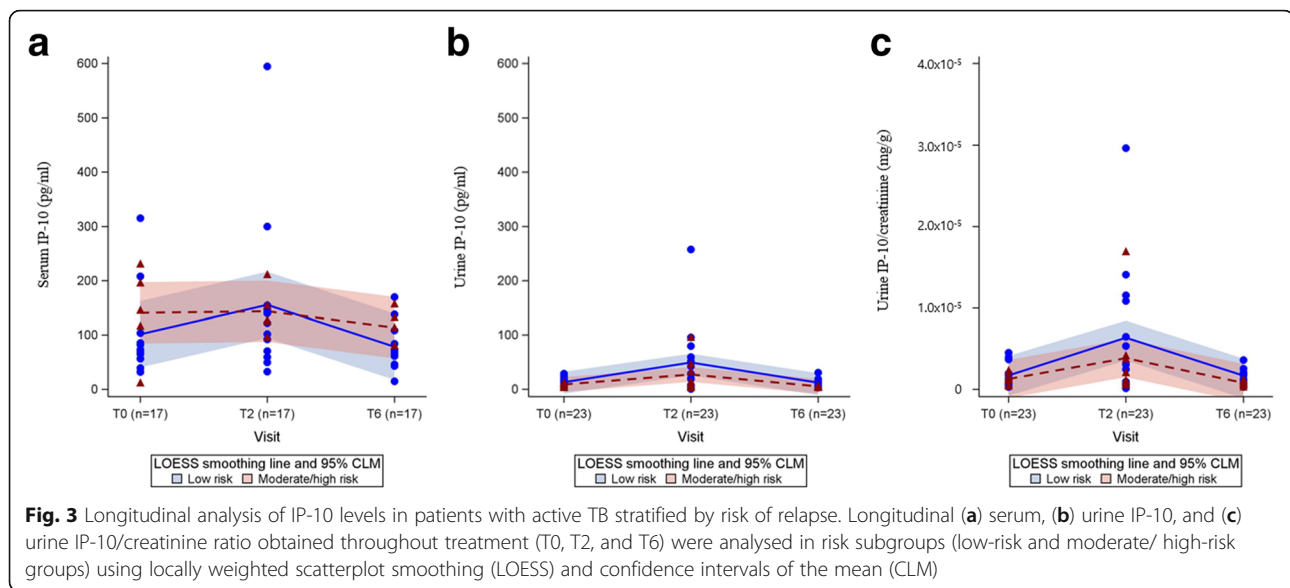 a
Serum IP-10 (pg/ml)
600
500
400
300
200
100
0
T0 (n=17) T2 (n=17) T6 (n=17)
Visit
LOESS smoothing line and 95% CLM
Low risk Moderate/high risk
b
Urine IP-10 (pg/ml)
600
500
400
300
200
100
0
T0 (n=23) T2 (n=23) T6 (n=23)
Visit
LOESS smoothing line and 95% CLM
Low risk Moderate/high risk
c
Urine IP-10/creatinine (mg/g)
4.0x10⁻⁵
3.0x10⁻⁵
2.0x10⁻⁵
1.0x10⁻⁵
0
T0 (n=23) T2 (n=23) T6 (n=23)
Visit
LOESS smoothing line and 95% CLM
Low risk Moderate/high risk
Fig. 3 Longitudinal analysis of IP-10 levels in patients with active TB stratified by risk of relapse. Longitudinal (a) serum, (b) urine IP-10, and (c)
urine IP-10/creatinine ratio obtained throughout treatment (T0, T2, and T6) were analysed in risk subgroups (low-risk and moderate/ high-risk
groups) using locally weighted scatterplot smoothing (LOESS) and confidence intervals of the mean (CLM)